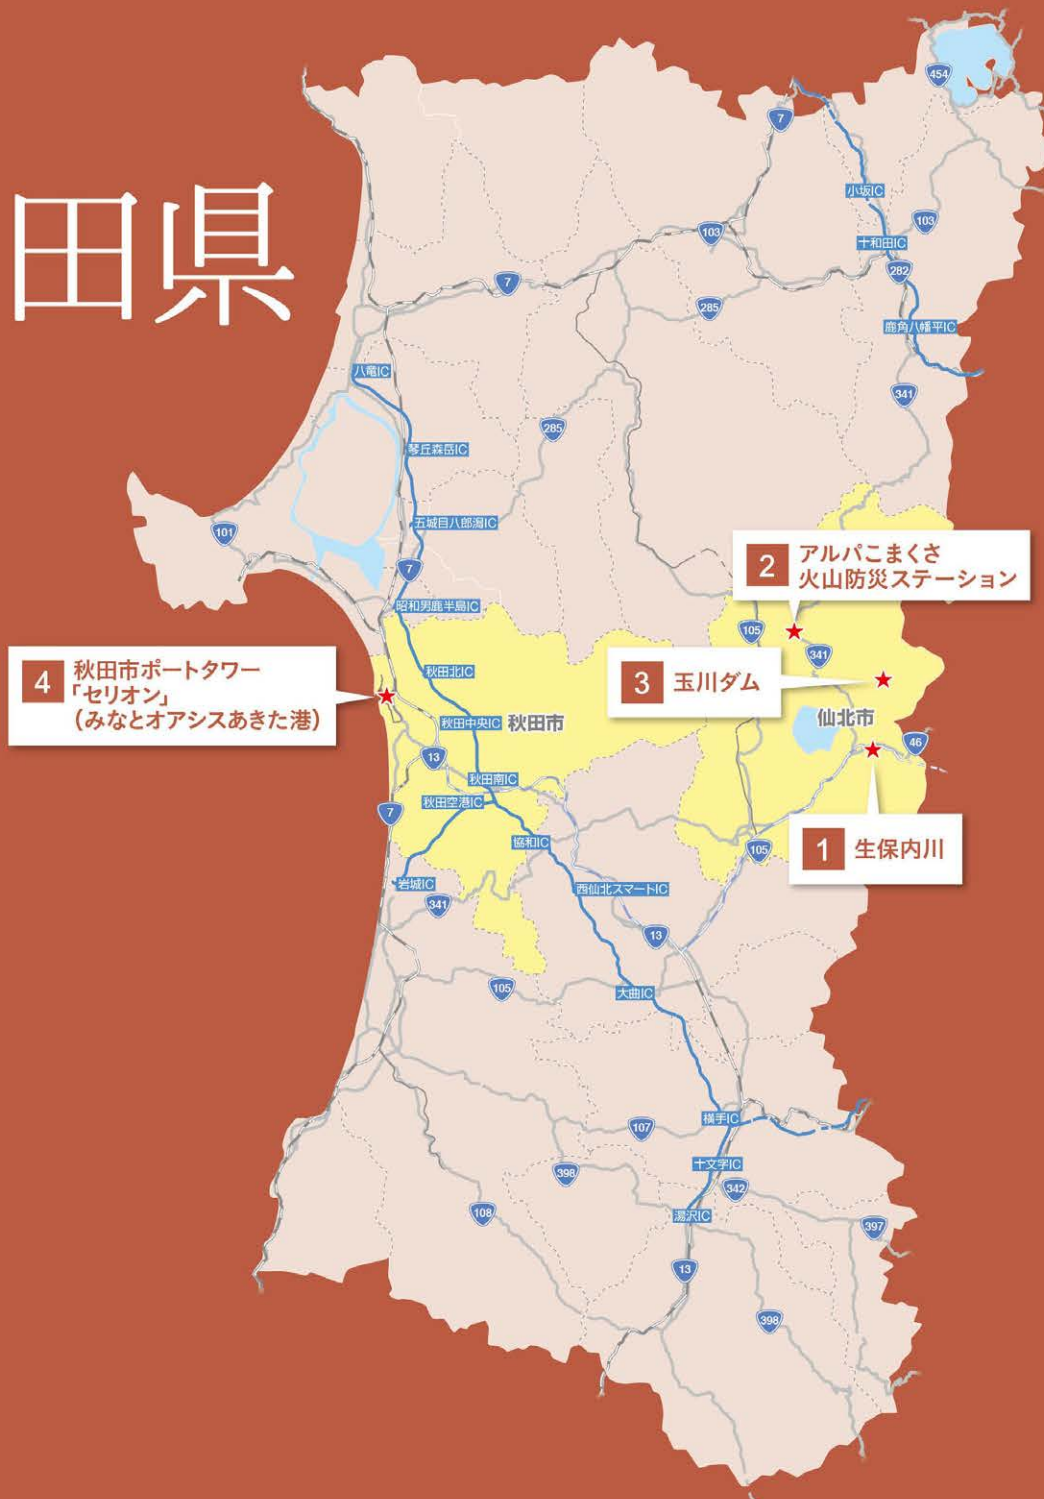 田県
454
7
小坂IC
103
十和田IC
103
282
7
285
鹿角八幡平IC
八竜IC
341
285
琴丘森岳IC
五城目八郎潟IC
101
7
2 アルパこまくさ
火山防災ステーション
昭和男鹿半島IC
105
341
4 秋田市ポートタワー
「セリオン」
(みなとオアシスあきた港)
秋田北IC
3 玉川ダム
秋田中央IC
秋田市
仙北市
46
13
秋田南IC
秋田空港IC
7
協和IC
105
1 生保内川
岩城IC
西仙北スマートIC
341
13
105
大曲IC
横手IC
107
十文字IC
398
342
108
湯沢IC
397
13
398